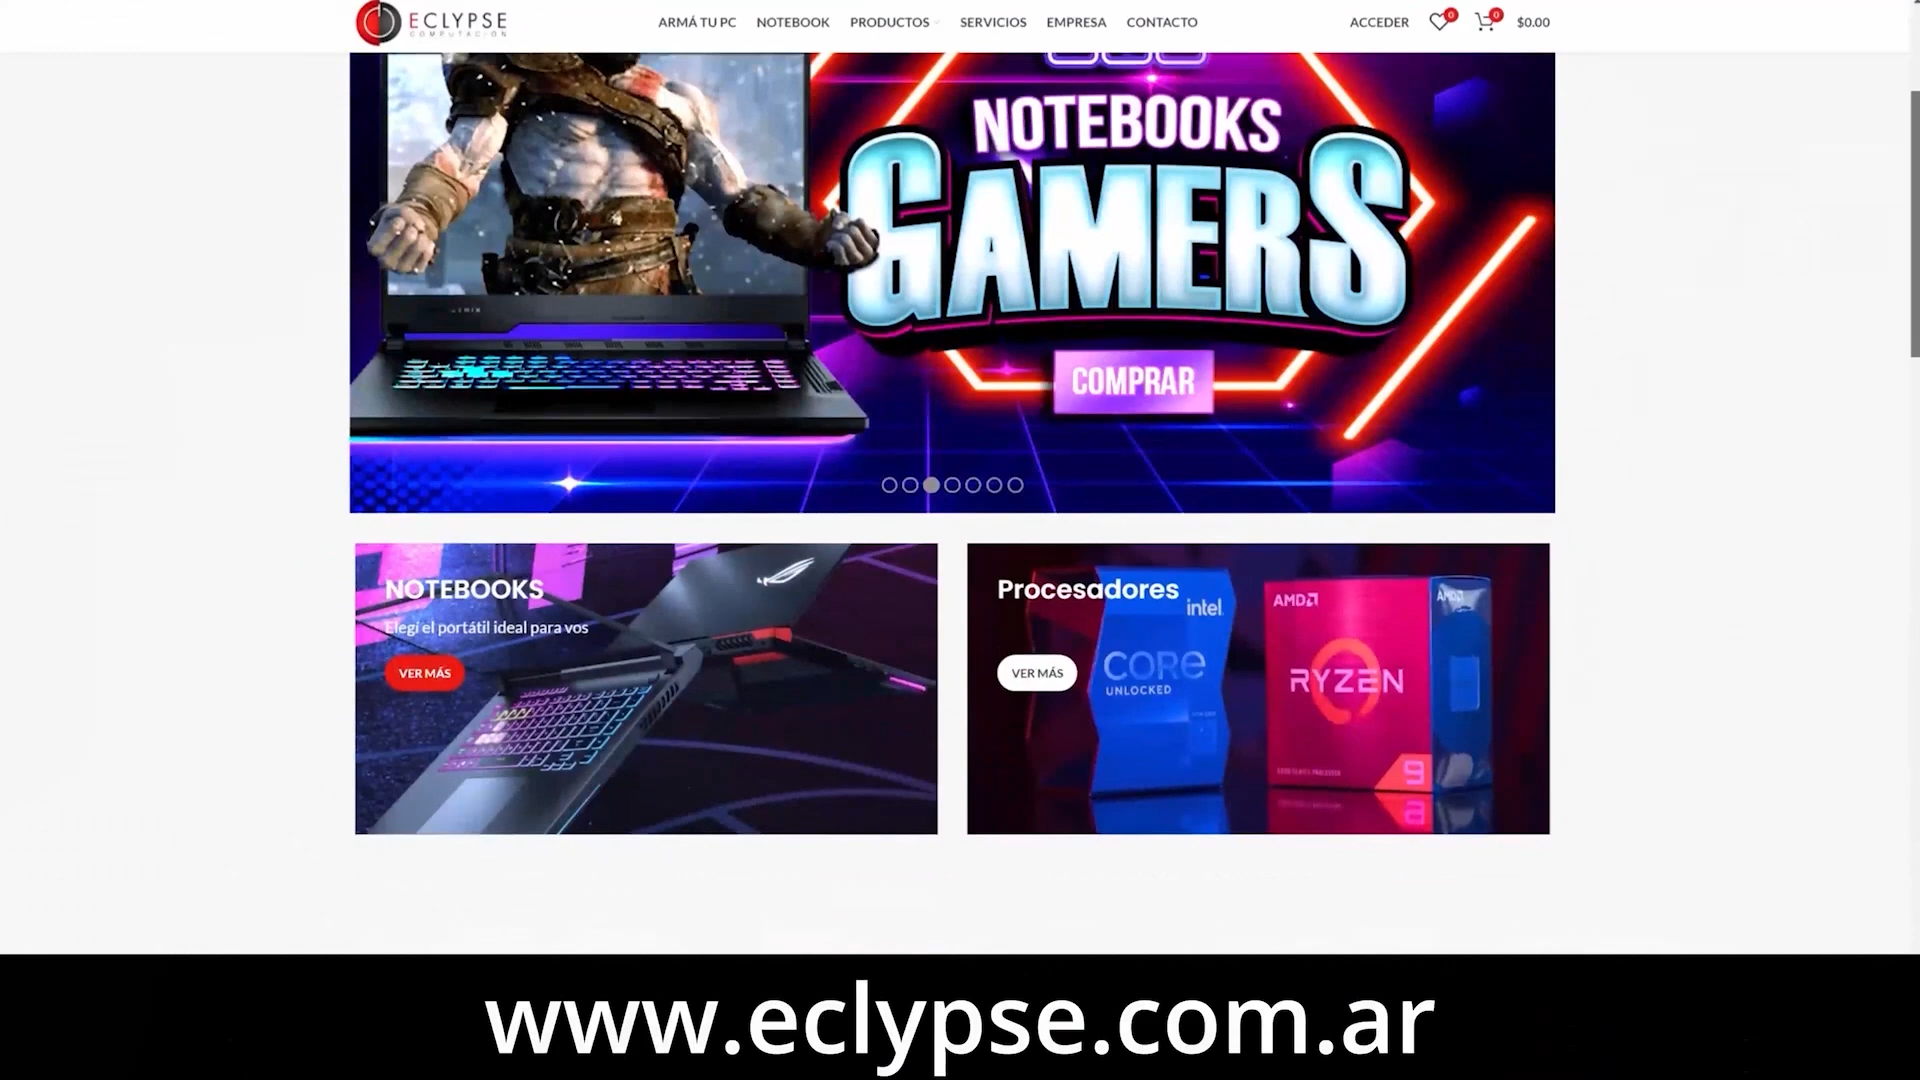 ECLYPSE
COMPUTACIÓN
ARMÁ TU PC NOTEBOOK PRODUCTOS SERVICIOS EMPRESA CONTACTO
ACCEDER 0 0 $0.00
NOTEBOOKS
GAMERS
COMPRAR
NOTEBOOKS
Elegí el portátil ideal para vos
VER MÁS
Procesadores
VER MÁS
intel.
CORE
UNLOCKED
AMD
RYZEN
9
AMD
www.eclypse.com.ar